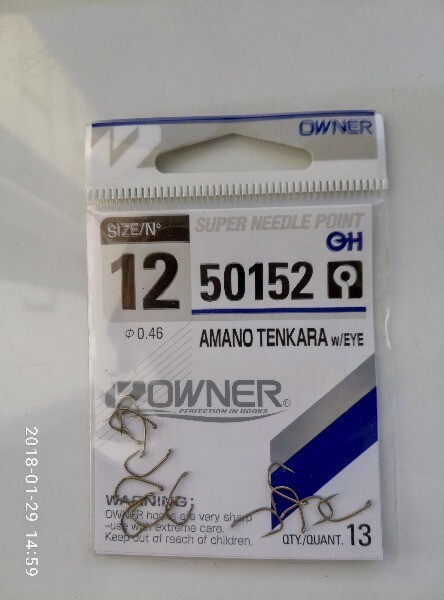 OWNER
SIZE/N°
SUPER NEEDLE POINT
OH
12
50152
Φ0.46
AMANO TENKARA w/EYE
OWNER®
PERFECTION IN HOOKS
WARNING:
OWNER hooks are very sharp
-use with extreme care.
Keep out of reach of children.
QTY./QUANT. 13
2018-01-29 14:59